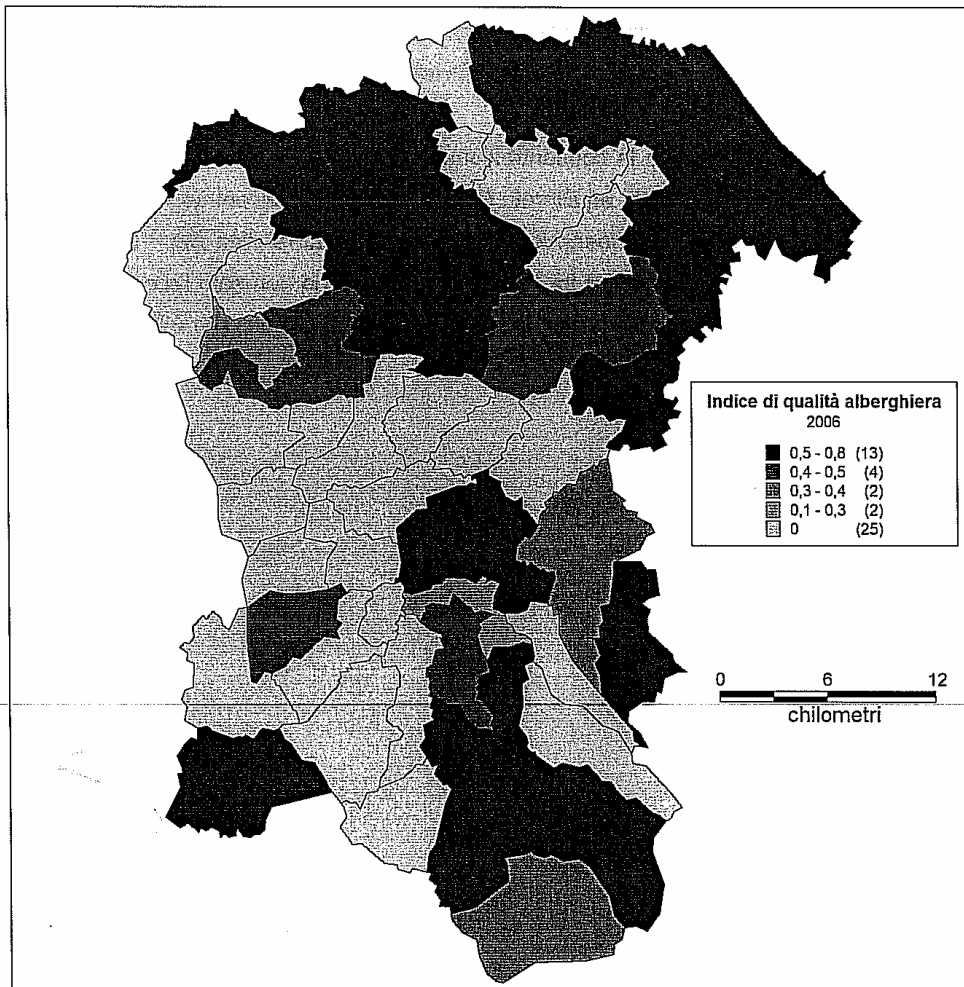 Indice di qualità alberghiera
2006
0,5 - 0,8 (13)
0,4 - 0,5 (4)
0,3 - 0,4 (2)
0,1 - 0,3 (2)
0 (25)
0 6 12
chilometri